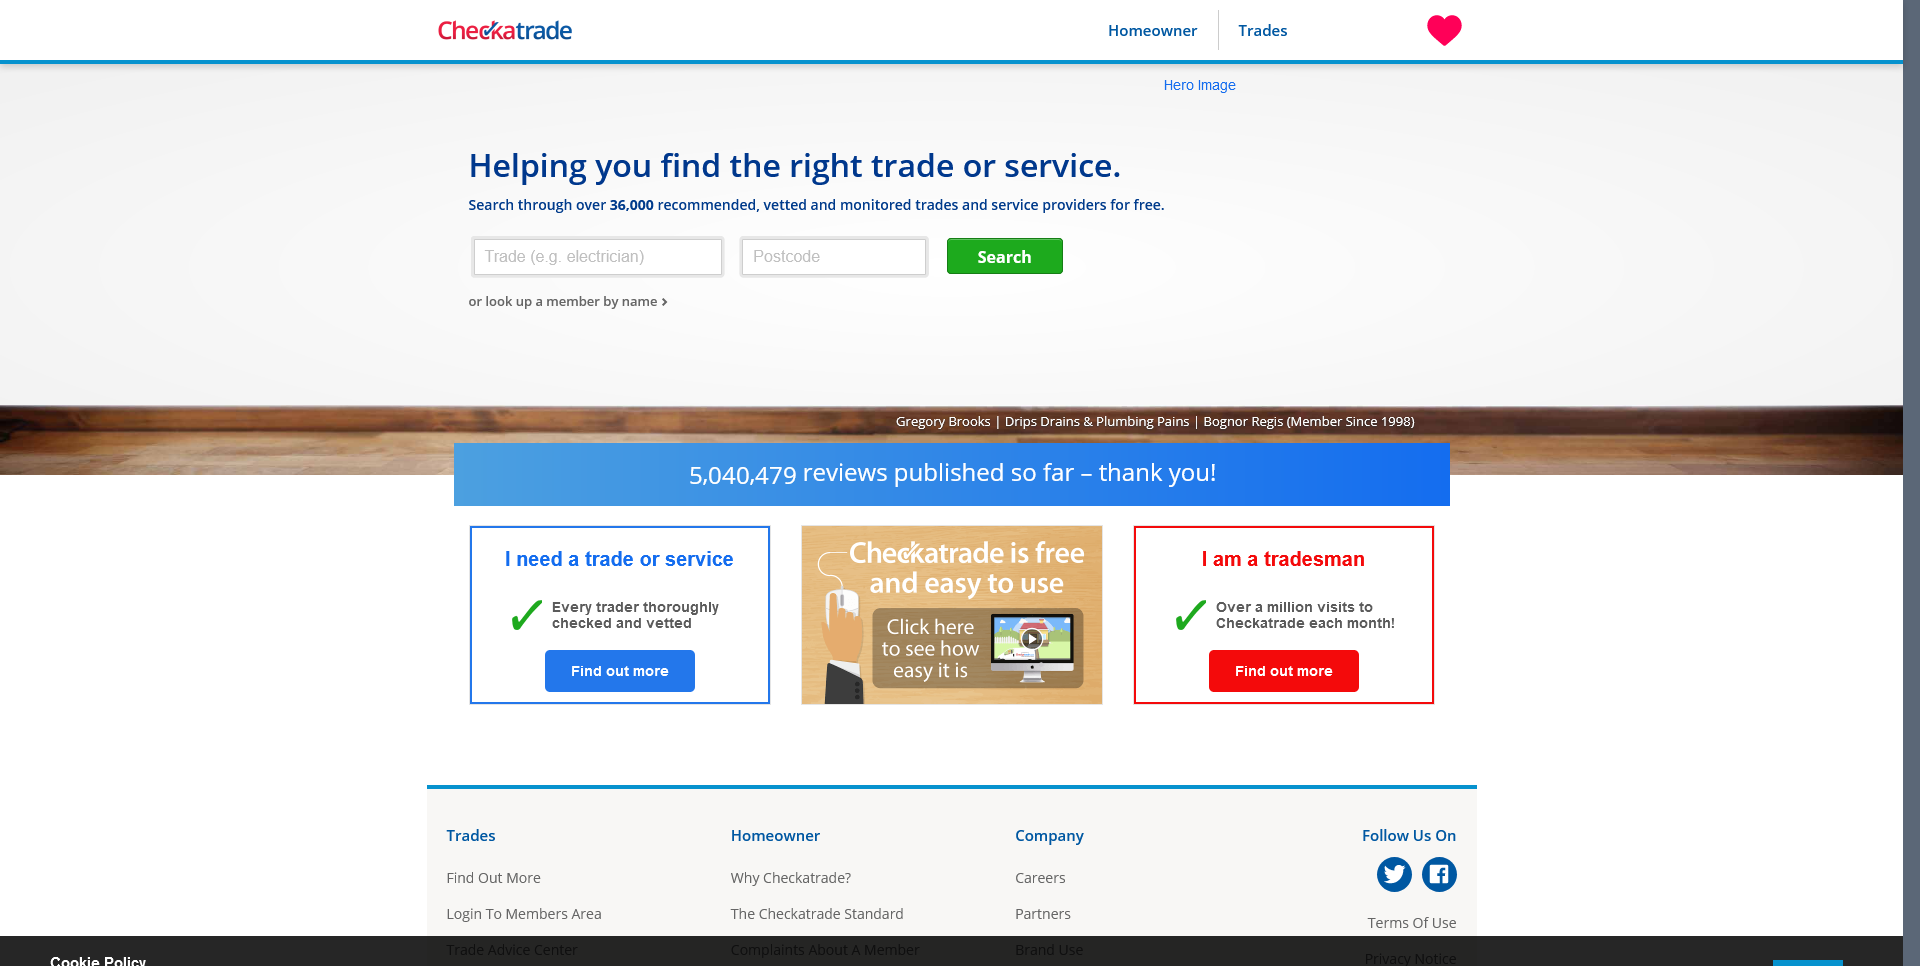 Checkatrade
Homeowner
Trades
Hero Image
Helping you find the right trade or service.
Search through over 36,000 recommended, vetted and monitored trades and service providers for free.
Trade (e.g. electrician)
Postcode
Search
or look up a member by name ›
Gregory Brooks | Drips Drains & Plumbing Pains | Bognor Regis (Member Since 1998)
5,040,479 reviews published so far – thank you!
I need a trade or service
Every trader thoroughly
checked and vetted
Find out more
Checkatrade is free
and easy to use
Click here
to see how
easy it is
I am a tradesman
Over a million visits to
Checkatrade each month!
Find out more
Trades
Find Out More
Login To Members Area
Trade Advice Center
Homeowner
Why Checkatrade?
The Checkatrade Standard
Complaints About A Member
Company
Careers
Partners
Brand Use
Follow Us On
Terms Of Use
Privacy Notice
Cookie Policy